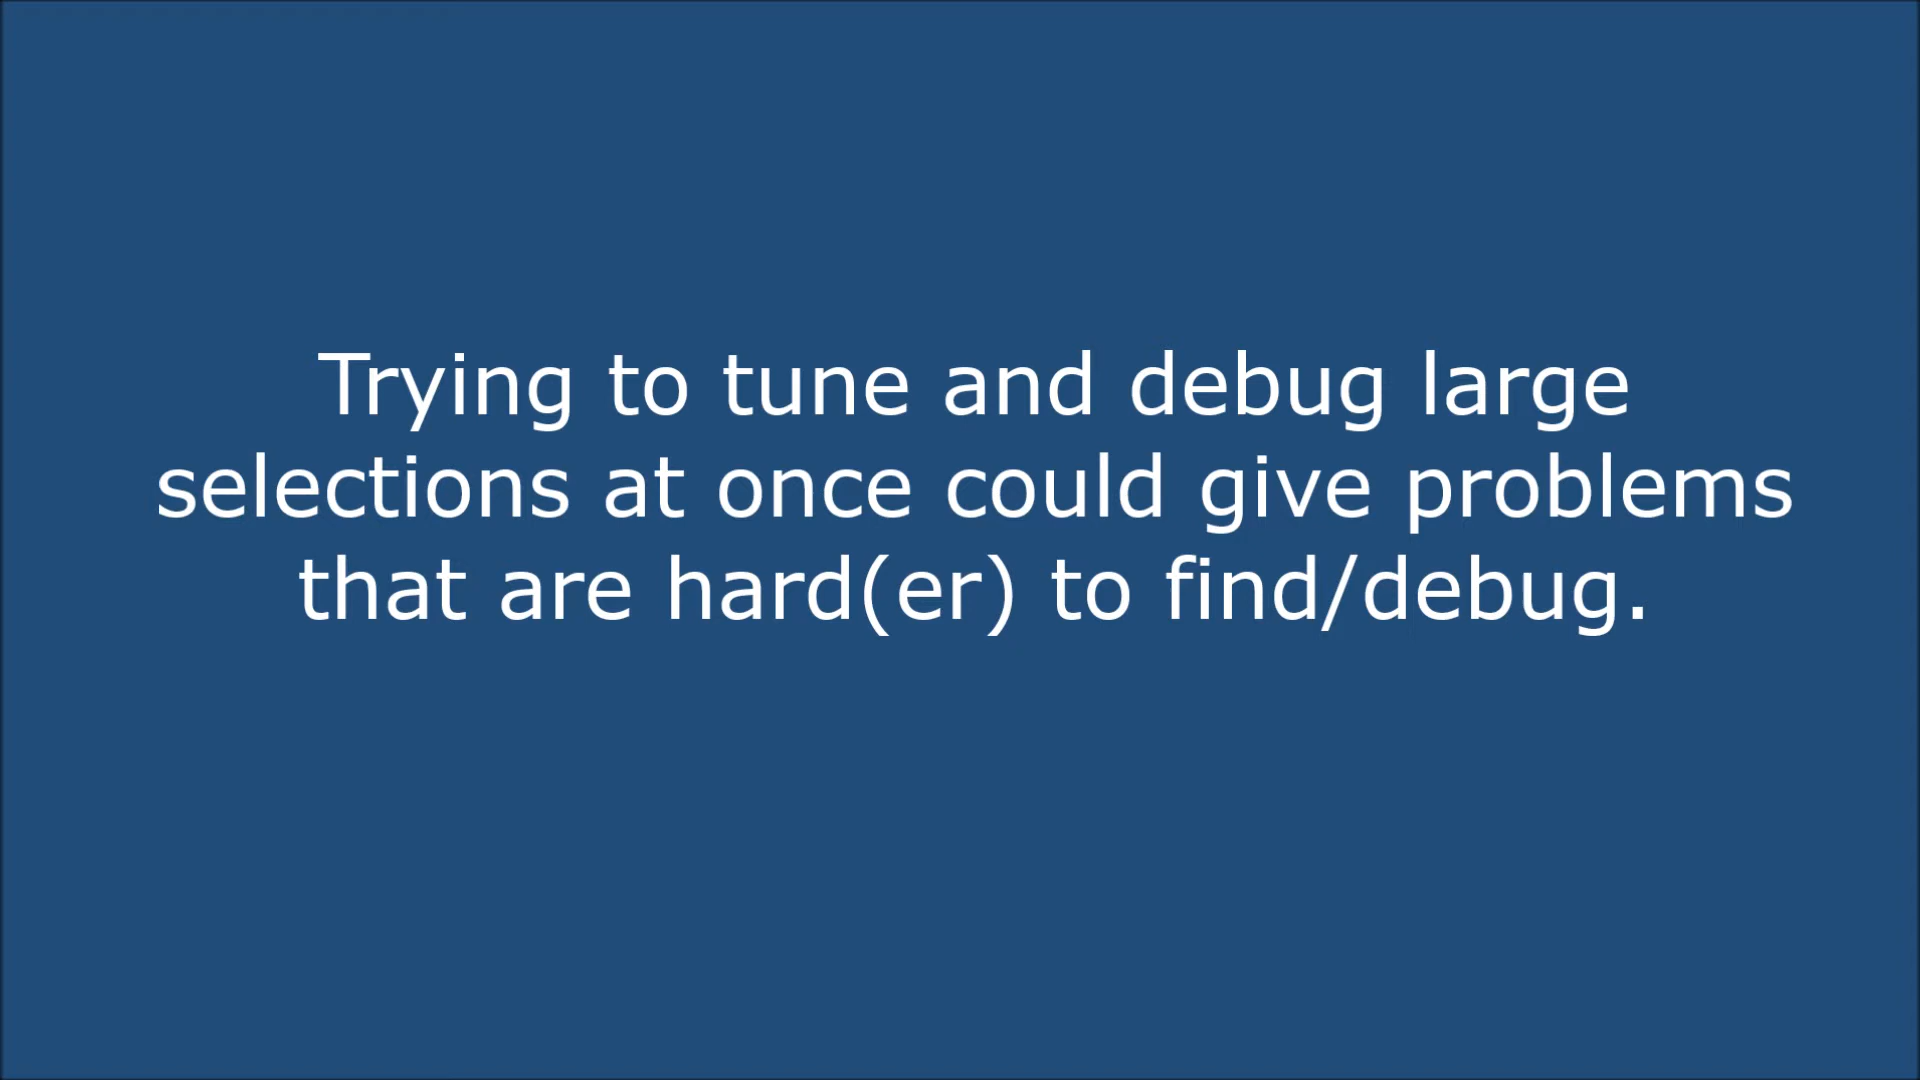 Trying to tune and debug large
selections at once could give problems
that are hard(er) to find/debug.